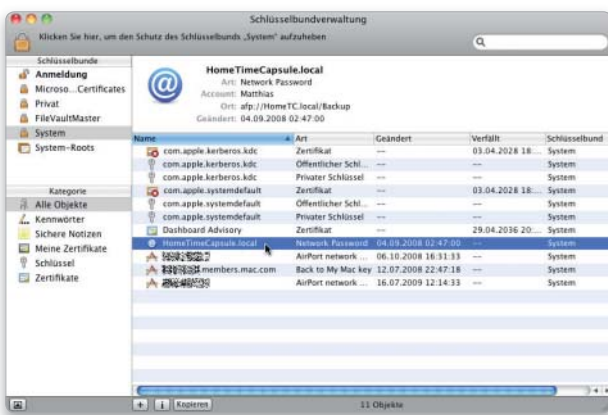 Schlüsselbundverwaltung
Klicken Sie hier, um den Schutz des Schlüsselbunds „System" aufzuheben
Schlüsselbunde
Anmeldung
Microso...Certificates
Privat
FileVaultMaster
System
System-Roots
Kategorie
Alle Objekte
Kennwörter
Sichere Notizen
Meine Zertifikate
Schlüssel
Zertifikate
HomeTimeCapsule.local
Art: Network Password
Account: Matthias
Ort: afp://HomeTC.local/Backup
Geändert: 04.09.2008 02:47:00
Name Art Geändert Verfällt Schlüsselbund
com.apple.kerberos.kdc Zertifikat -- 03.04.2028 18:... System
com.apple.kerberos.kdc Öffentlicher Schl... -- -- System
com.apple.kerberos.kdc Privater Schlüssel -- -- System
com.apple.systemdefault Zertifikat -- 03.04.2028 18:... System
com.apple.systemdefault Öffentlicher Schl... -- -- System
com.apple.systemdefault Privater Schlüssel -- -- System
Dashboard Advisory Zertifikat -- 29.04.2036 20:... System
HomeTimeCapsule.local Network Password 04.09.2008 02:47:00 -- System
AirPort network ... 06.10.2008 16:31:33 -- System
.members.mac.com Back to My Mac key 12.07.2008 22:47:18 -- System
AirPort network ... 16.07.2009 12:14:33 -- System
Kopieren
11 Objekte